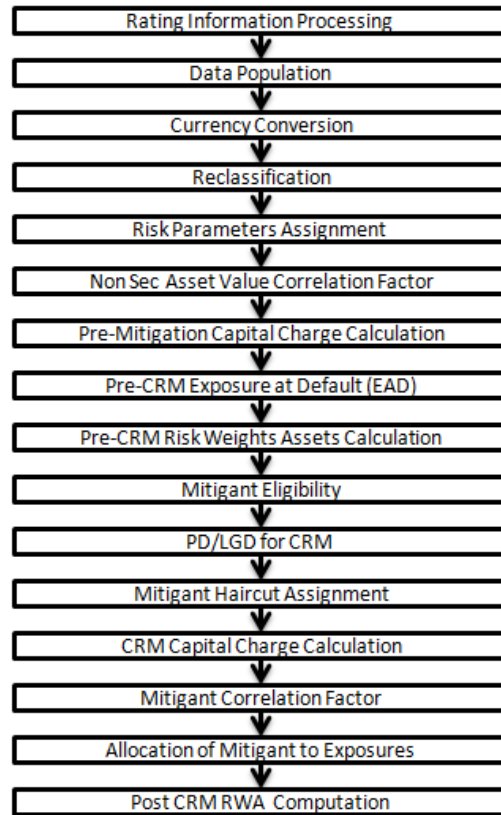 Rating Information Processing
Data Population
Currency Conversion
Reclassification
Risk Parameters Assignment
Non Sec Asset Value Correlation Factor
Pre-Mitigation Capital Charge Calculation
Pre-CRM Exposure at Default (EAD)
Pre-CRM Risk Weights Assets Calculation
Mitigant Eligibility
PD/LGD for CRM
Mitigant Haircut Assignment
CRM Capital Charge Calculation
Mitigant Correlation Factor
Allocation of Mitigant to Exposures
Post CRM RWA Computation